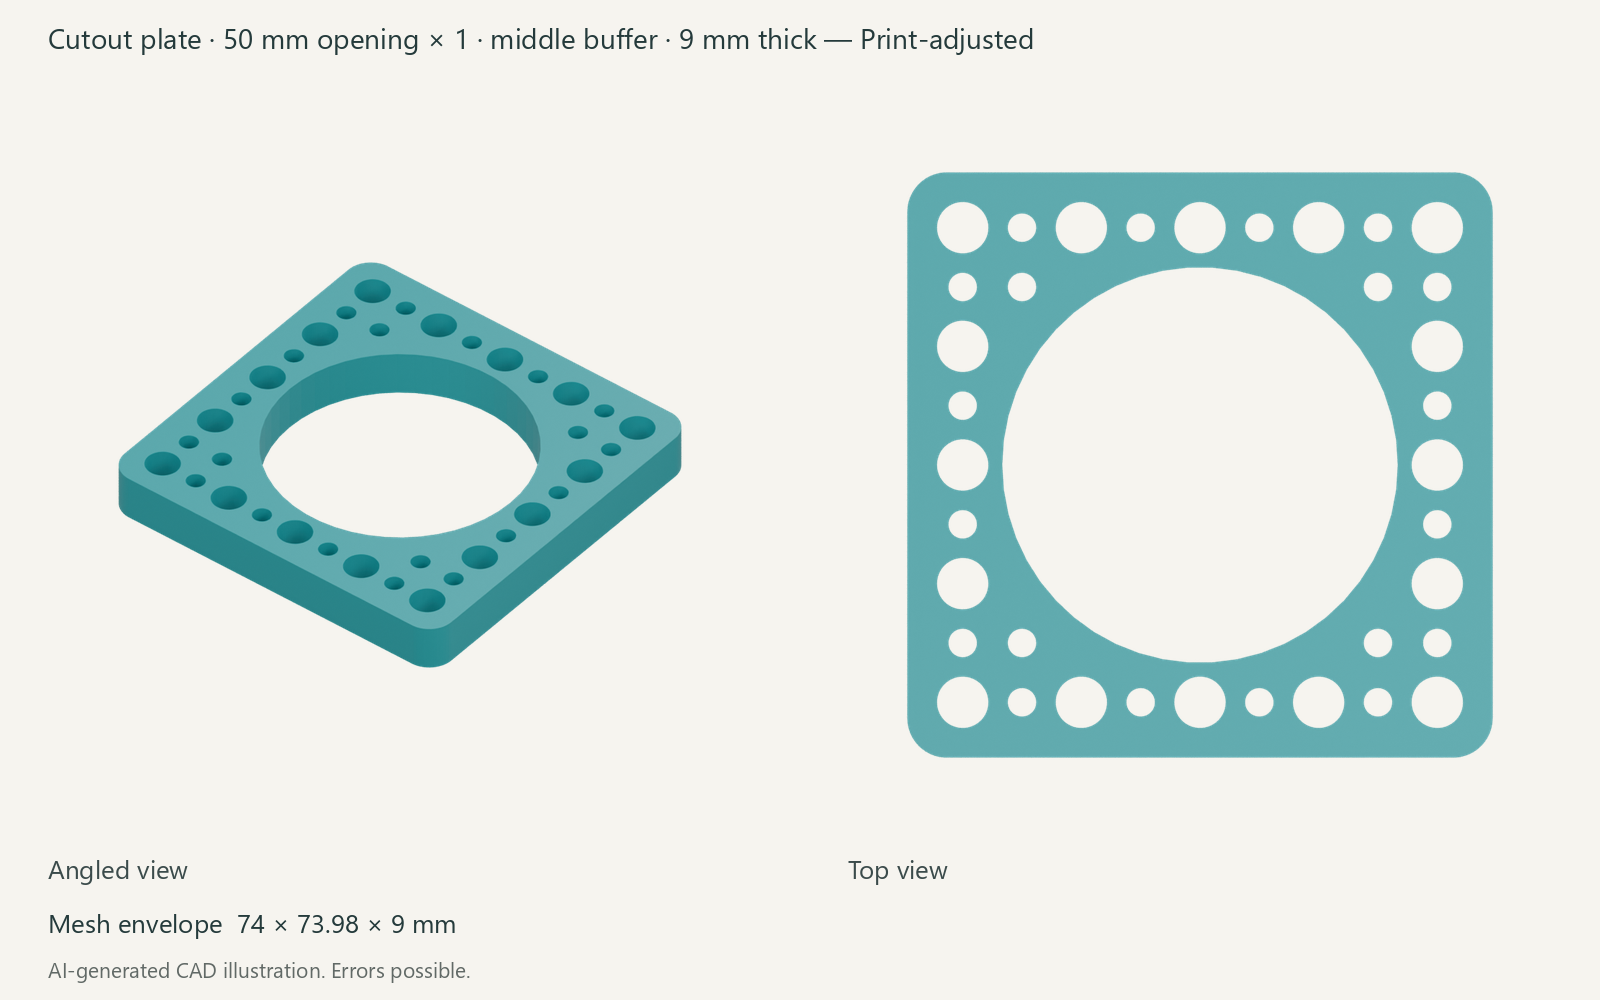 Cutout plate · 50 mm opening × 1 · middle buffer · 9 mm thick — Print-adjusted
Angled view
Top view
Mesh envelope 74 × 73.98 × 9 mm
AI-generated CAD illustration. Errors possible.